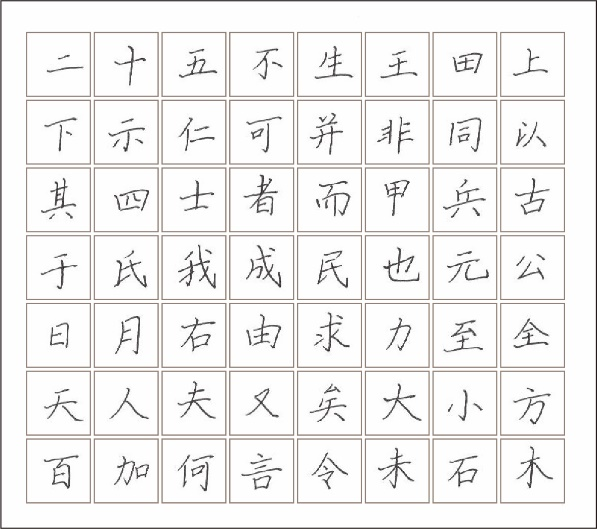 二十五不生王田上
下示仁可并非同以
其四士者而甲兵古
于氏我成民也元公
日月右由求力至全
天人夫又矣大小方
百加何言令未石木